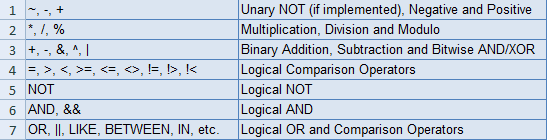 1 ~, -, + Unary NOT (if implemented), Negative and Positive
2 *, /, % Multiplication, Division and Modulo
3 +, -, &, ^, | Binary Addition, Subtraction and Bitwise AND/XOR
4 =, >, <, >=, <=, <>, !=, !>, !< Logical Comparison Operators
5 NOT Logical NOT
6 AND, && Logical AND
7 OR, ||, LIKE, BETWEEN, IN, etc. Logical OR and Comparison Operators